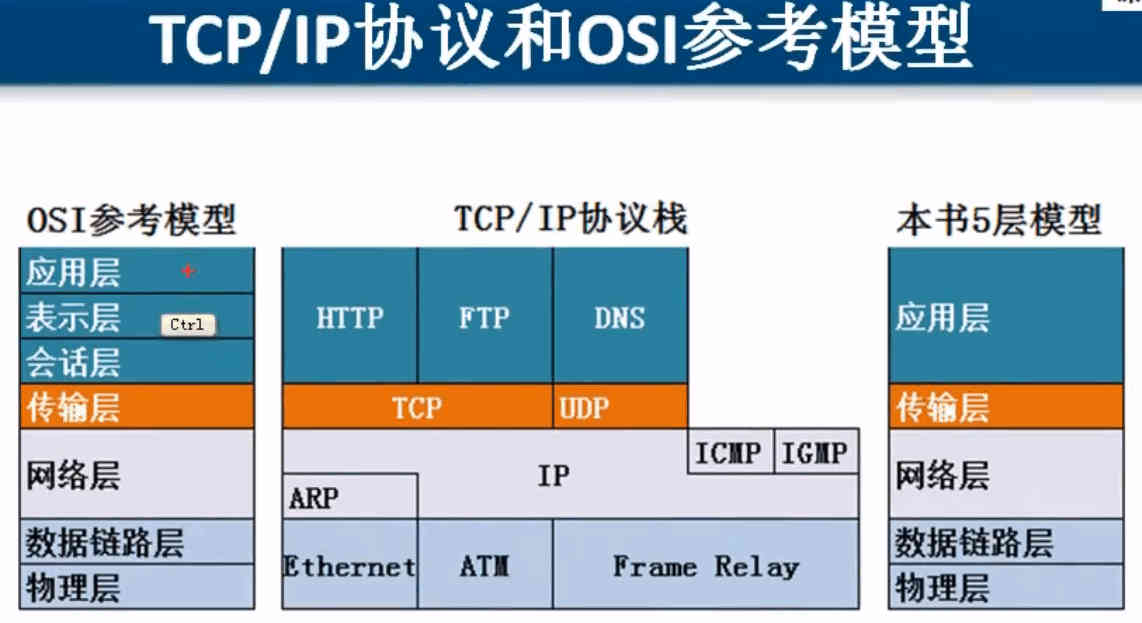 TCP/IP协议和OSI参考模型
OSI参考模型
应用层
表示层
Ctrl
会话层
传输层
网络层
数据链路层
物理层
TCP/IP协议栈
HTTP FTP DNS
TCP UDP
ICMP IGMP
IP
ARP
Ethernet ATM Frame Relay
本书5层模型
应用层
传输层
网络层
数据链路层
物理层